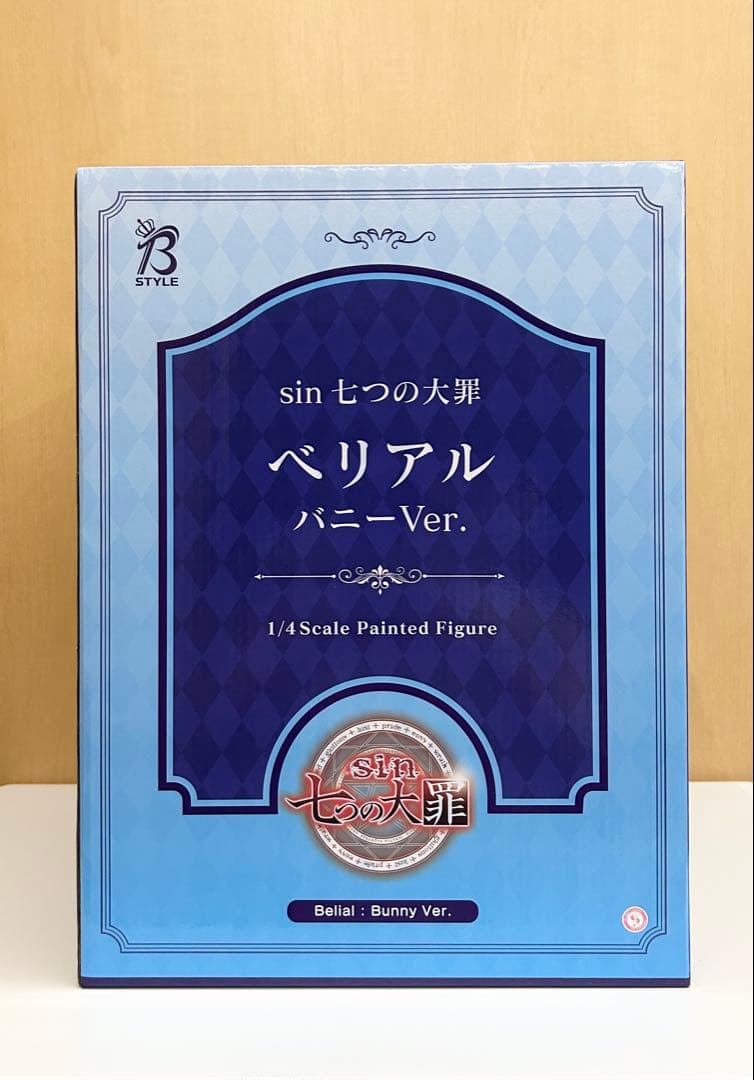 B
STYLE
sin 七つの大罪
ベリアル
バニーVer.
1/4 Scale Painted Figure
sin
七つの大罪
Belial : Bunny Ver.